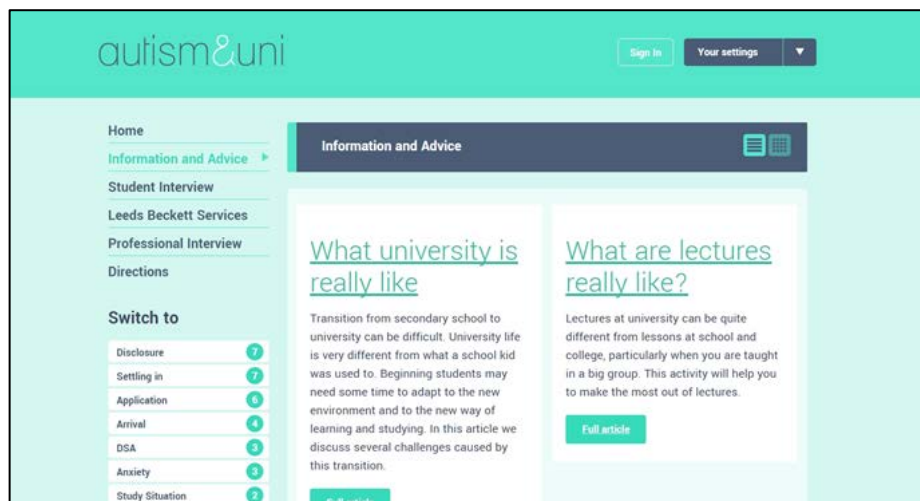 autism&uni
Sign In
Your settings
Home
Information and Advice
Student Interview
Leeds Beckett Services
Professional Interview
Directions
Switch to
Disclosure 7
Settling in 7
Application 6
Arrival 4
DSA 3
Anxiety 3
Study Situation 2
Information and Advice
What university is
really like
Transition from secondary school to
university can be difficult. University life
is very different from what a school kid
was used to. Beginning students may
need some time to adapt to the new
environment and to the new way of
learning and studying. In this article we
discuss several challenges caused by
this transition.
Full article
What are lectures
really like?
Lectures at university can be quite
different from lessons at school and
college, particularly when you are taught
in a big group. This activity will help you
to make the most out of lectures.
Full article